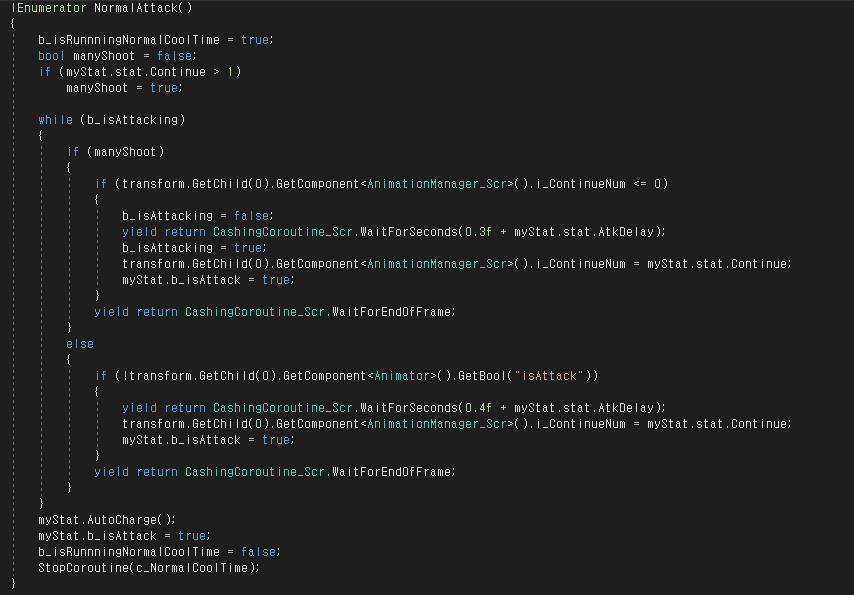 IEnumerator NormalAttack()
{
b_isRunnningNormalCoolTime = true;
bool manyShoot = false;
if (myStat.stat.Continue > 1)
manyShoot = true;
while (b_isAttacking)
{
if (manyShoot)
{
if (transform.GetChild(0).GetComponent<AnimationManager_Scr>().i_ContinueNum <= 0)
{
b_isAttacking = false;
yield return CashingCoroutine_Scr.WaitForSeconds(0.3f + myStat.stat.AtkDelay);
b_isAttacking = true;
transform.GetChild(0).GetComponent<AnimationManager_Scr>().i_ContinueNum = myStat.stat.Continue;
myStat.b_isAttack = true;
}
yield return CashingCoroutine_Scr.WaitForEndOfFrame;
}
else
{
if (!transform.GetChild(0).GetComponent<Animator>().GetBool("isAttack"))
{
yield return CashingCoroutine_Scr.WaitForSeconds(0.4f + myStat.stat.AtkDelay);
transform.GetChild(0).GetComponent<AnimationManager_Scr>().i_ContinueNum = myStat.stat.Continue;
myStat.b_isAttack = true;
}
yield return CashingCoroutine_Scr.WaitForEndOfFrame;
}
}
myStat.AutoCharge();
myStat.b_isAttack = true;
b_isRunnningNormalCoolTime = false;
StopCoroutine(c_NormalCoolTime);
}